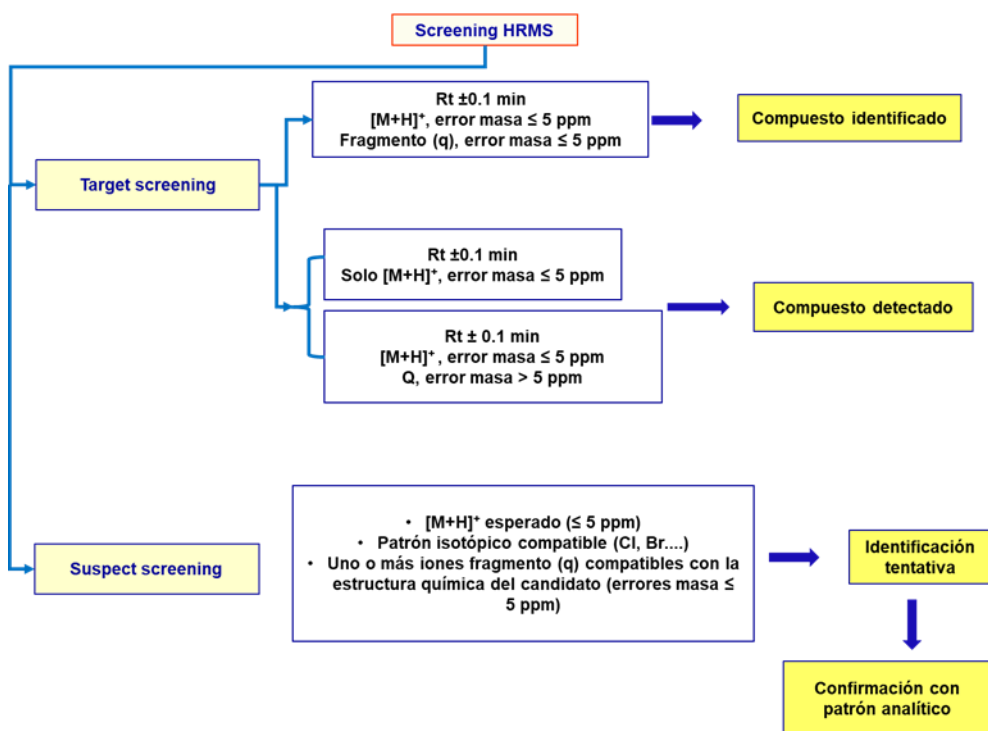 Screening HRMS
Rt ±0.1 min
[M+H]⁺, error masa ≤ 5 ppm
Fragmento (q), error masa ≤ 5 ppm
Compuesto identificado
Target screening
Rt ±0.1 min
Solo [M+H]⁺, error masa ≤ 5 ppm
Compuesto detectado
Rt ± 0.1 min
[M+H]⁺ , error masa ≤ 5 ppm
Q, error masa > 5 ppm
Suspect screening
• [M+H]⁺ esperado (≤ 5 ppm)
• Patrón isotópico compatible (Cl, Br....)
• Uno o más iones fragmento (q) compatibles con la
estructura química del candidato (errores masa ≤
5 ppm)
Identificación
tentativa
Confirmación con
patrón analítico